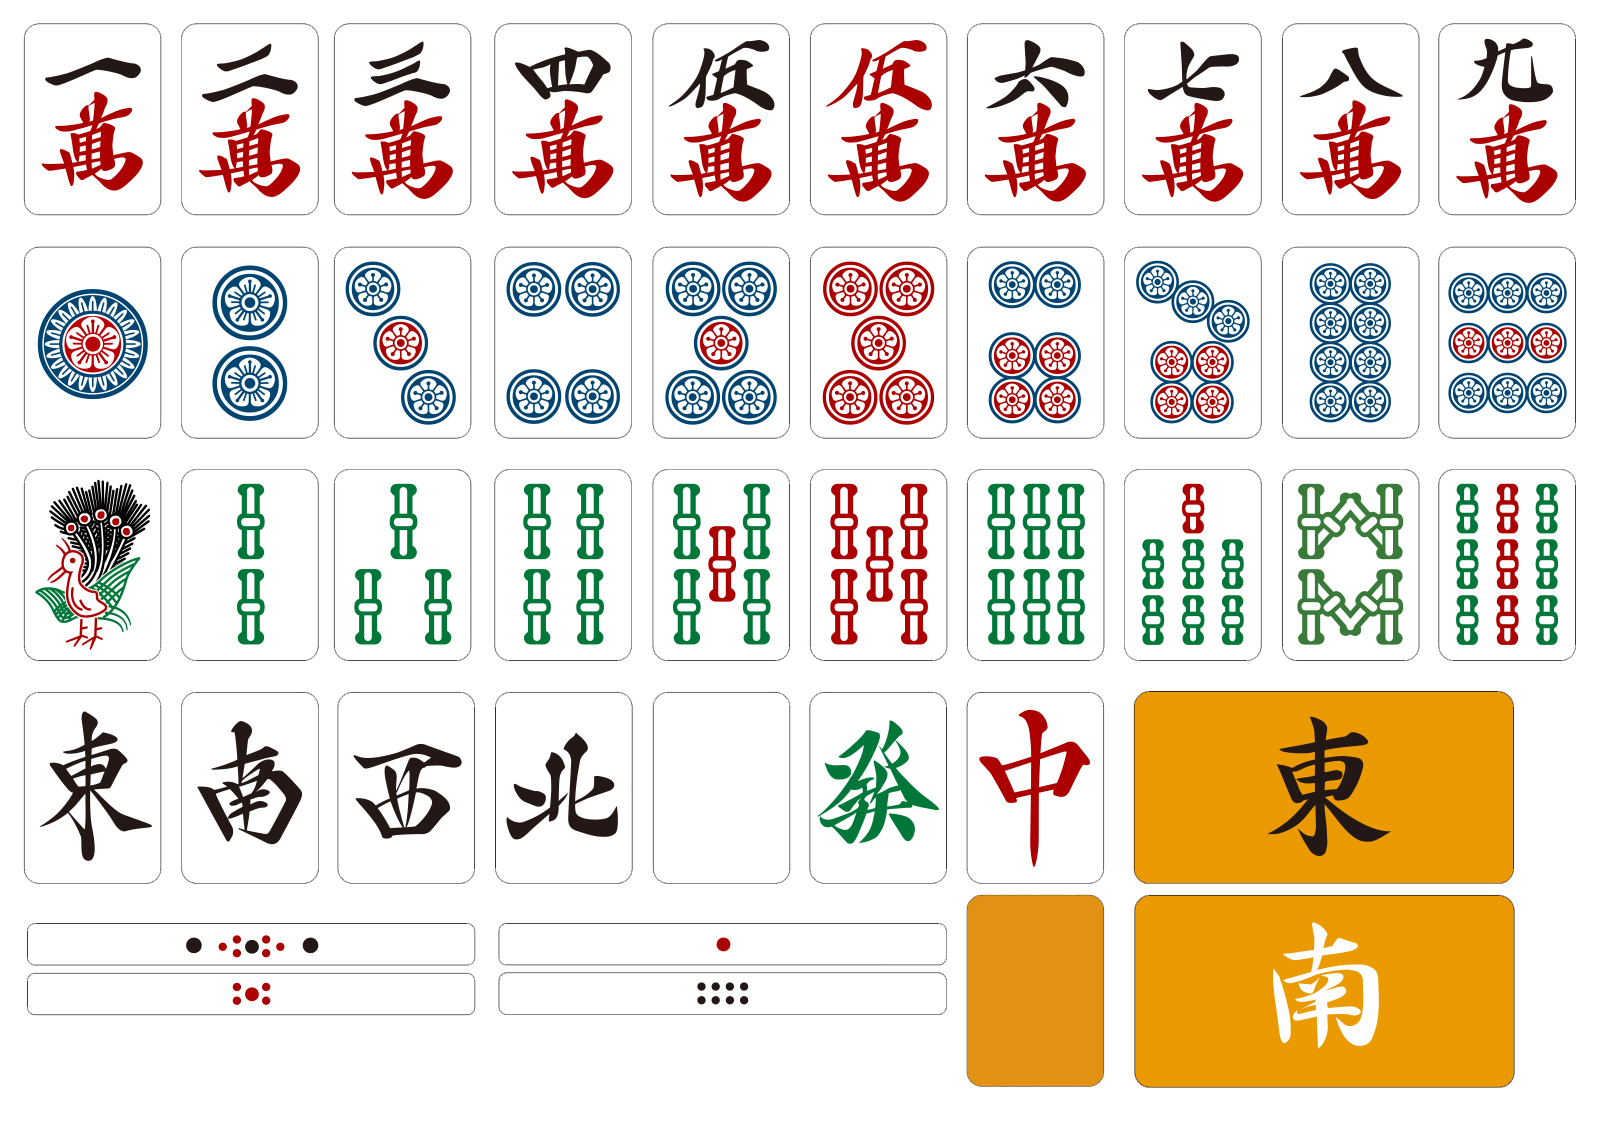 一萬 二萬 三萬 四萬 伍萬 伍萬 六萬 七萬 八萬 九萬
東 南 西 北 發 中 東
南